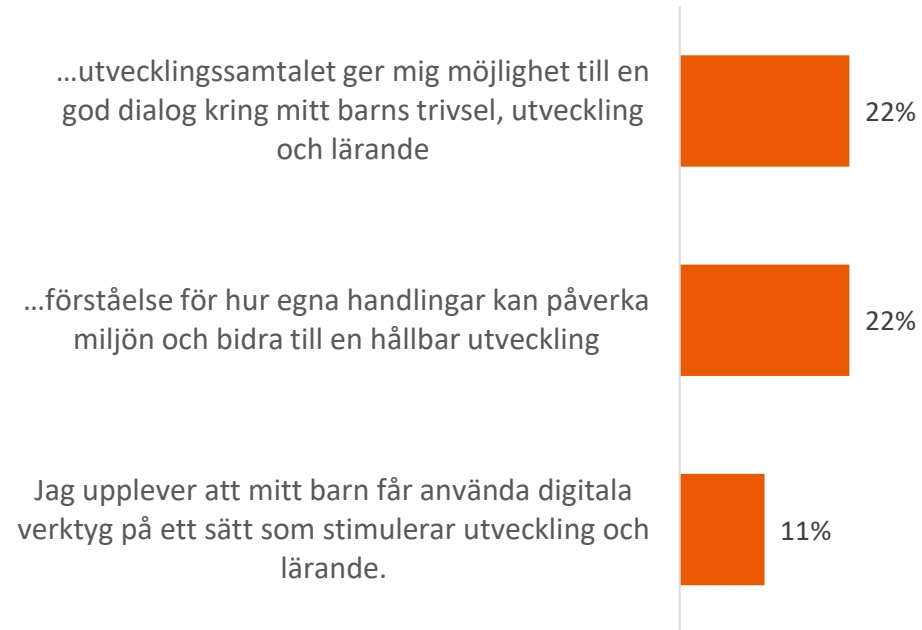 ...utvecklingssamtalet ger mig möjlighet till en
god dialog kring mitt barns trivsel, utveckling
och lärande
22%
...förståelse för hur egna handlingar kan påverka
miljön och bidra till en hållbar utveckling
22%
Jag upplever att mitt barn får använda digitala
verktyg på ett sätt som stimulerar utveckling och
lärande.
11%